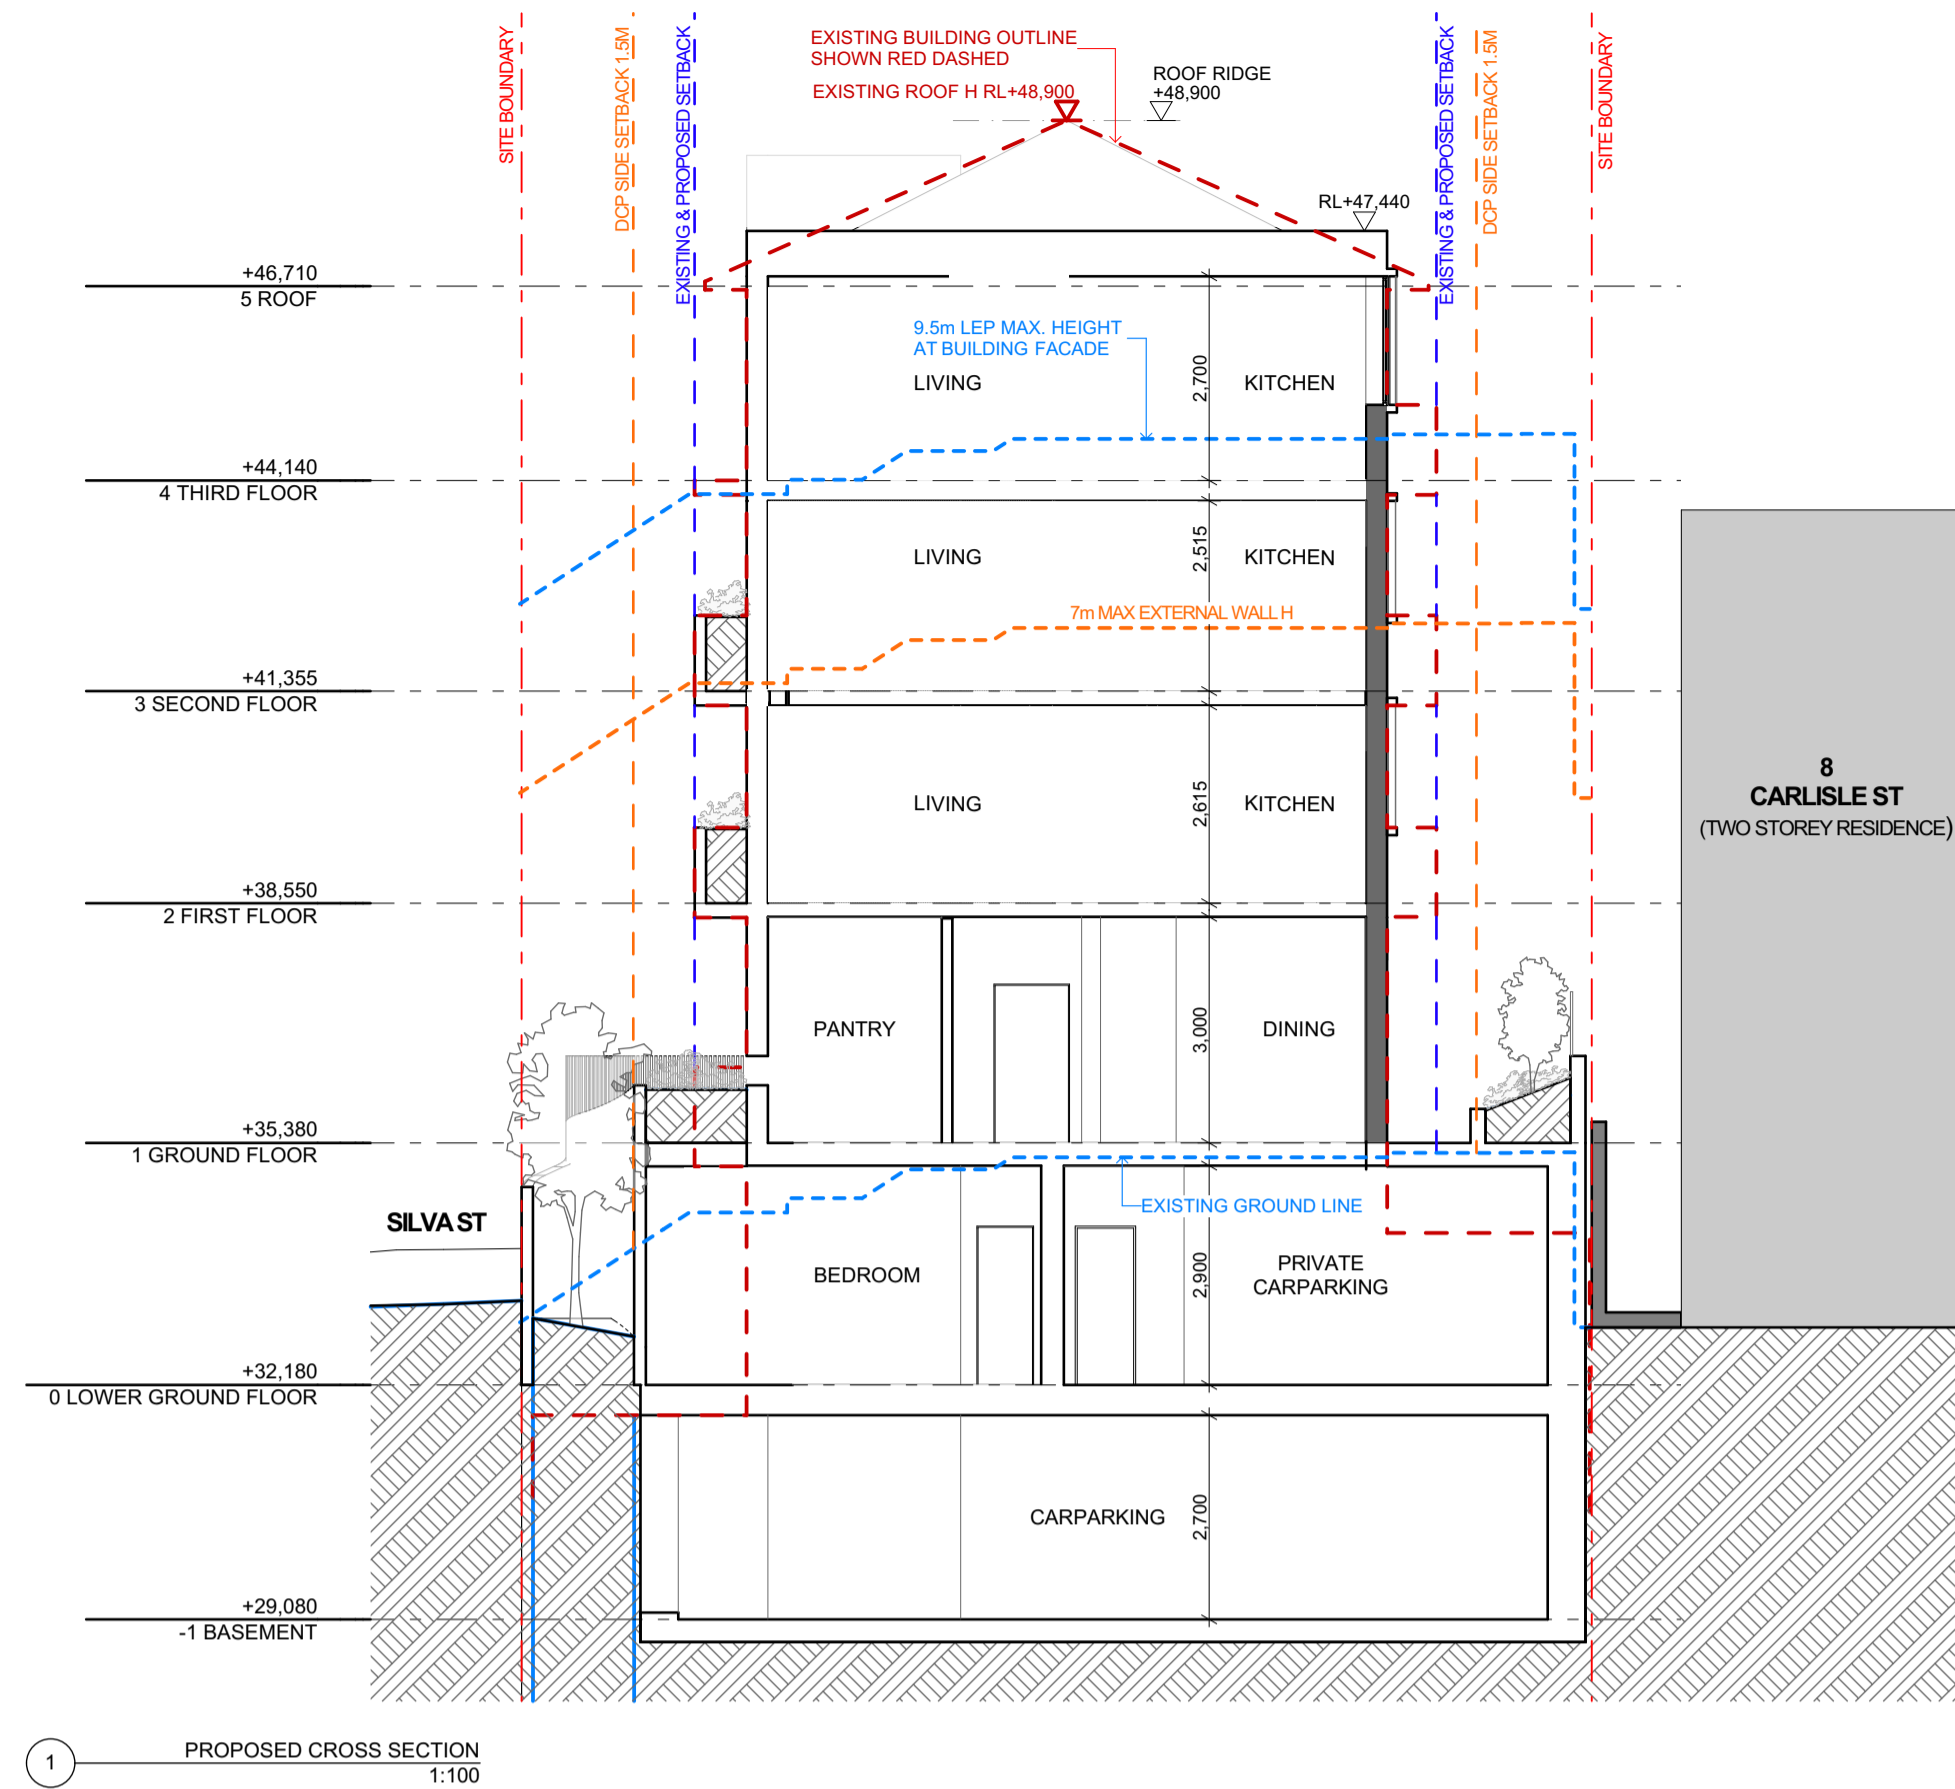 SITE BOUNDARY
DCP SIDE SETBACK 1.5M
EXISTING & PROPOSED SETBACK
EXISTING BUILDING OUTLINE
SHOWN RED DASHED
EXISTING ROOF H RL+48,900
ROOF RIDGE
+48,900
EXISTING & PROPOSED SETBACK
DCP SIDE SETBACK 1.5M
SITE BOUNDARY
RL+47,440
+46,710
5 ROOF
9.5m LEP MAX. HEIGHT
AT BUILDING FACADE
LIVING
2,700
KITCHEN
+44,140
4 THIRD FLOOR
LIVING
2,515
KITCHEN
7m MAX EXTERNAL WALL H
+41,355
3 SECOND FLOOR
LIVING
2,615
KITCHEN
8
CARLISLE ST
(TWO STOREY RESIDENCE)
+38,550
2 FIRST FLOOR
PANTRY
3,000
DINING
+35,380
1 GROUND FLOOR
SILVA ST
EXISTING GROUND LINE
BEDROOM
2,900
PRIVATE
CARPARKING
+32,180
0 LOWER GROUND FLOOR
CARPARKING
2,700
+29,080
-1 BASEMENT
1
PROPOSED CROSS SECTION
1:100